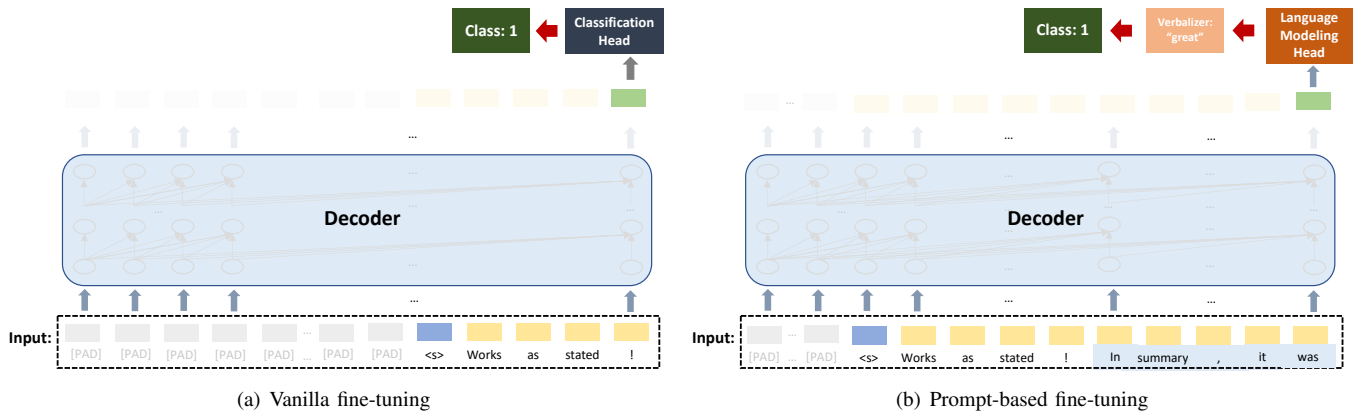 Class: 1
Classification
Head
...
...
...
...
...
Decoder
...
...
...
Input:
[PAD] [PAD] [PAD] [PAD] [PAD] ... [PAD] [PAD] <s> Works as stated !
(a) Vanilla fine-tuning
Class: 1
Verbalizer:
"great"
Language
Modeling
Head
...
...
...
...
...
...
...
Decoder
...
...
...
...
Input:
[PAD] ... [PAD] <s> Works as stated ! In summary , it was
(b) Prompt-based fine-tuning